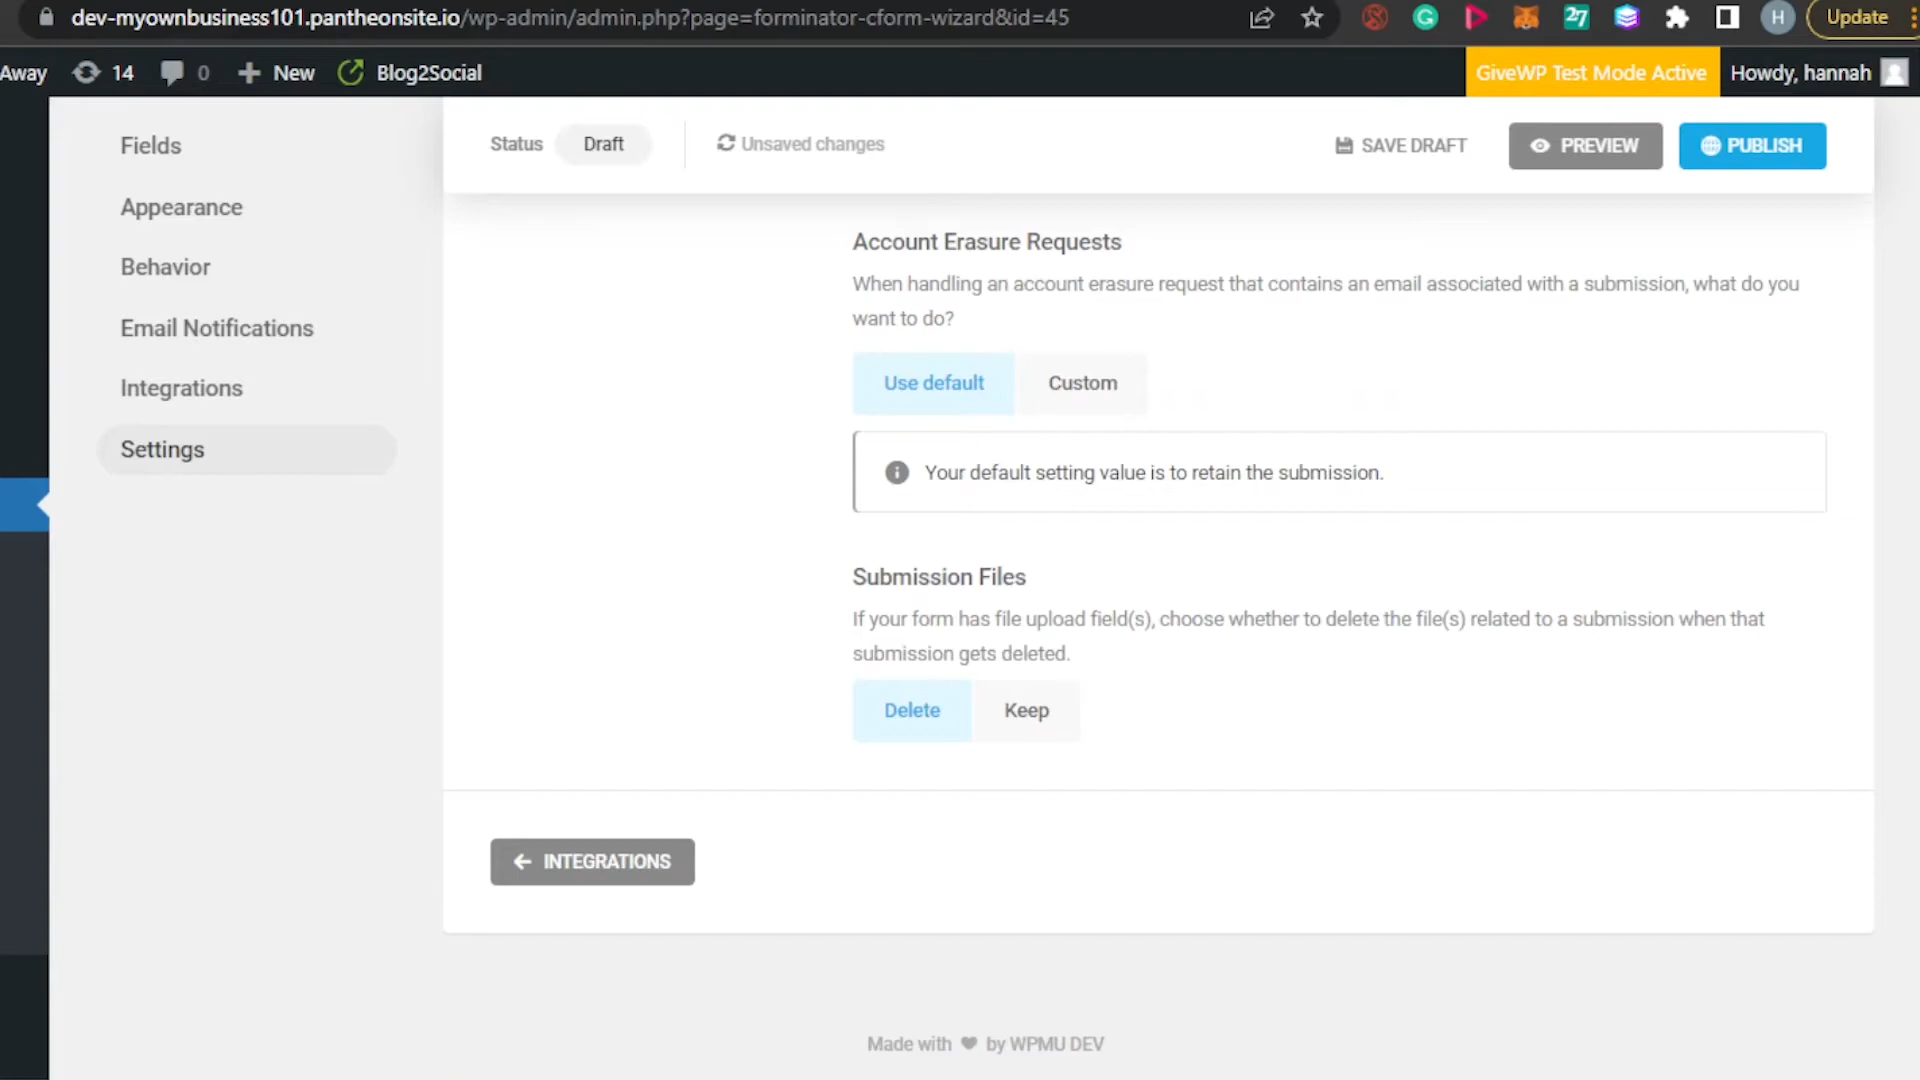 dev-myownbusiness101.pantheonsite.io/wp-admin/admin.php?page=forminator-cform-wizard&id=45
27
H
Update
Away
14
0
New
Blog2Social
GiveWP Test Mode Active
Howdy, hannah
Fields
Appearance
Behavior
Email Notifications
Integrations
Settings
Status
Draft
Unsaved changes
SAVE DRAFT
PREVIEW
PUBLISH
Account Erasure Requests
When handling an account erasure request that contains an email associated with a submission, what do you
want to do?
Use default
Custom
Your default setting value is to retain the submission.
Submission Files
If your form has file upload field(s), choose whether to delete the file(s) related to a submission when that
submission gets deleted.
Delete
Keep
INTEGRATIONS
Made with ♥ by WPMU DEV